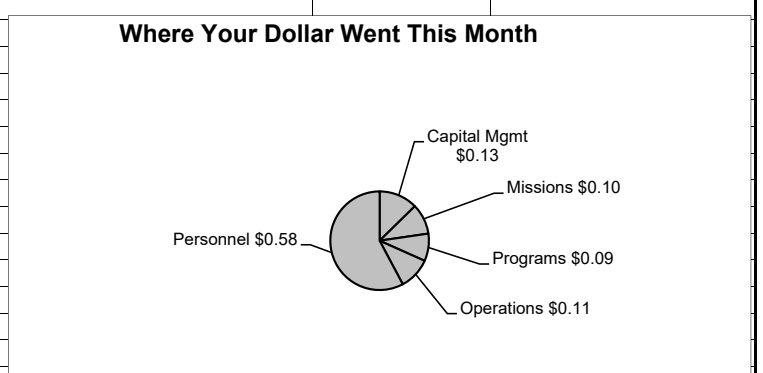 Where Your Dollar Went This Month
Capital Mgmt
$0.13
Missions $0.10
Personnel $0.58
Programs $0.09
Operations $0.11